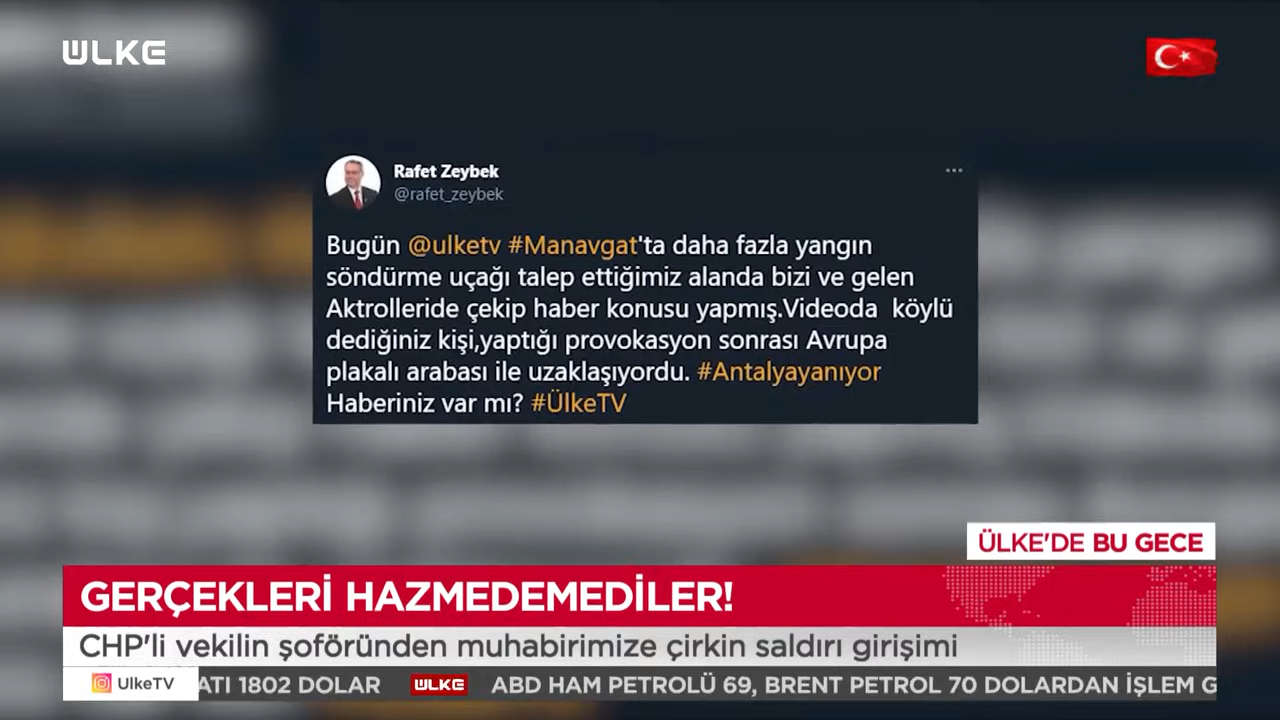 ÜLKE
Rafet Zeybek
@rafet_zeybek
Bugün @ulketv #Manavgat'ta daha fazla yangın
söndürme uçağı talep ettiğimiz alanda bizi ve gelen
Aktrolleride çekip haber konusu yapmış.Videoda köylü
dediğiniz kişi,yaptığı provokasyon sonrası Avrupa
plakalı arabası ile uzaklaşıyordu. #Antalyayanıyor
Haberiniz var mı? #ÜlkeTV
ÜLKE'DE BU GECE
GERÇEKLERİ HAZMEDEMEDİLER!
CHP'li vekilin şoföründen muhabirimize çirkin saldırı girişimi
UlkeTV ATI 1802 DOLAR ÜLKE ABD HAM PETROLÜ 69, BRENT PETROL 70 DOLARDAN İŞLEM G